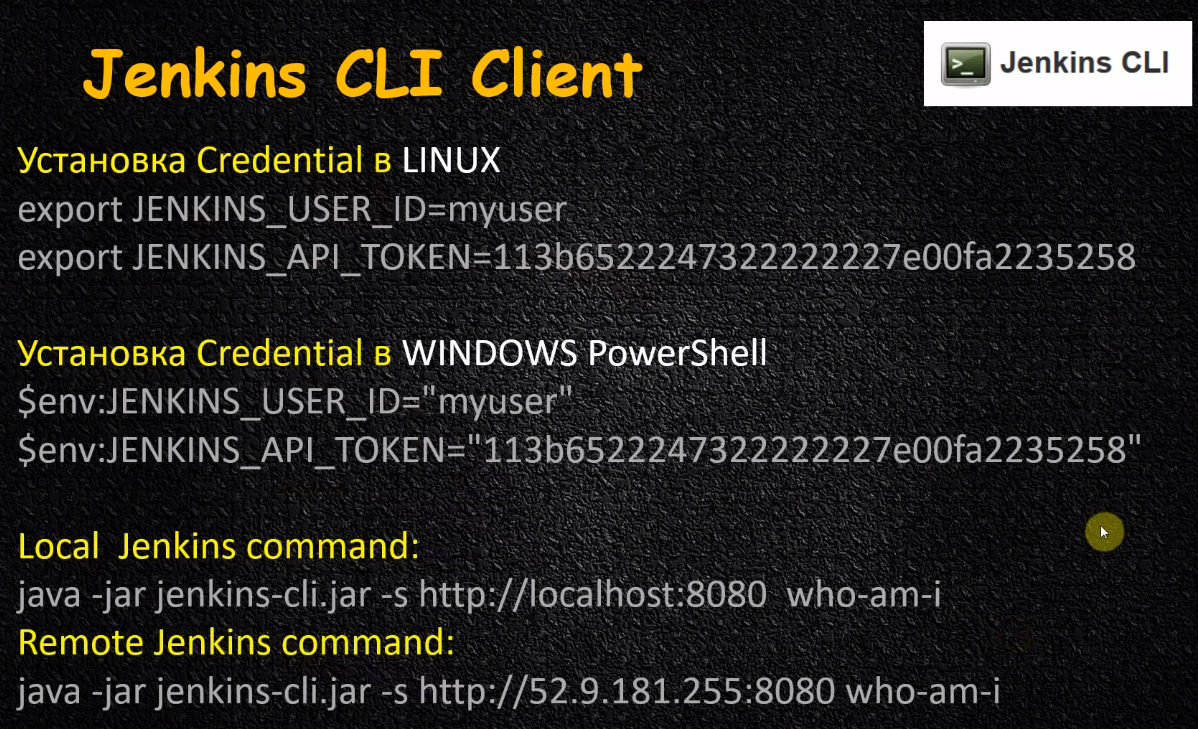 Jenkins CLI Client
Jenkins CLI
Установка Credential в LINUX
export JENKINS_USER_ID=myuser
export JENKINS_API_TOKEN=113b6522247322222227e00fa2235258
Установка Credential в WINDOWS PowerShell
$env:JENKINS_USER_ID="myuser"
$env:JENKINS_API_TOKEN="113b6522247322222227e00fa2235258"
Local Jenkins command:
java -jar jenkins-cli.jar -s http://localhost:8080 who-am-i
Remote Jenkins command:
java -jar jenkins-cli.jar -s http://52.9.181.255:8080 who-am-i